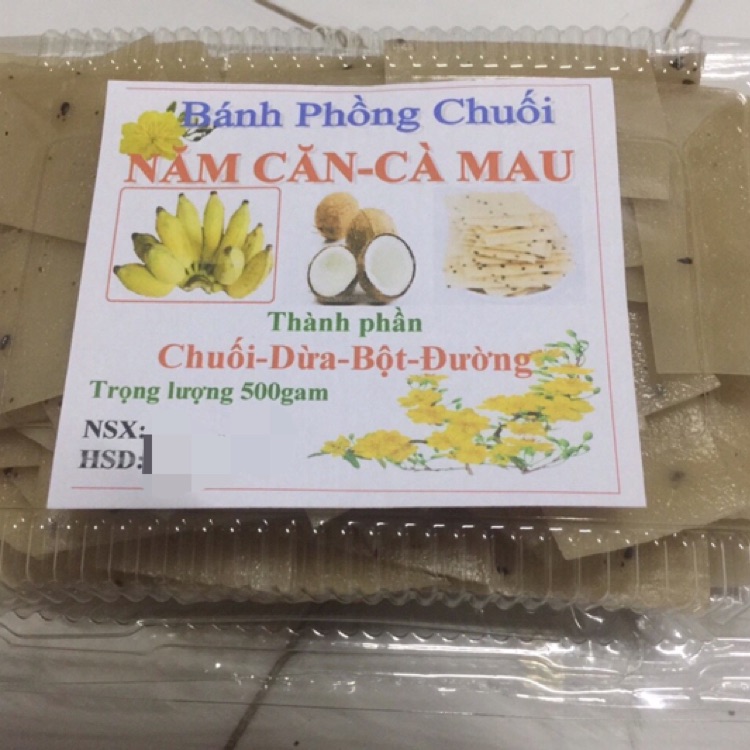 Bánh Phồng Chuối
NĂM CĂN-CÀ MAU
Thành phần
Chuối-Dừa-Bột-Đường
Trọng lượng 500gam
NSX:
HSD: